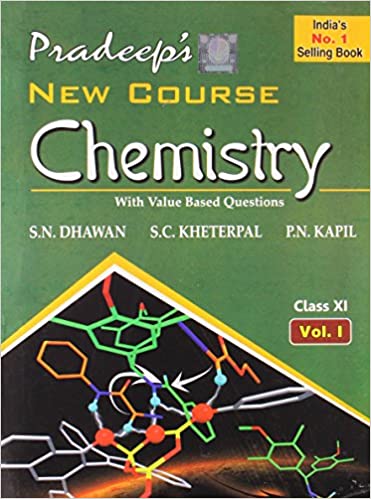 Pradeep's
India's
No. 1
Selling Book
NEW COURSE
Chemistry
With Value Based Questions
S.N. DHAWAN S.C. KHETERPAL P.N. KAPIL
Class XI
Vol. I